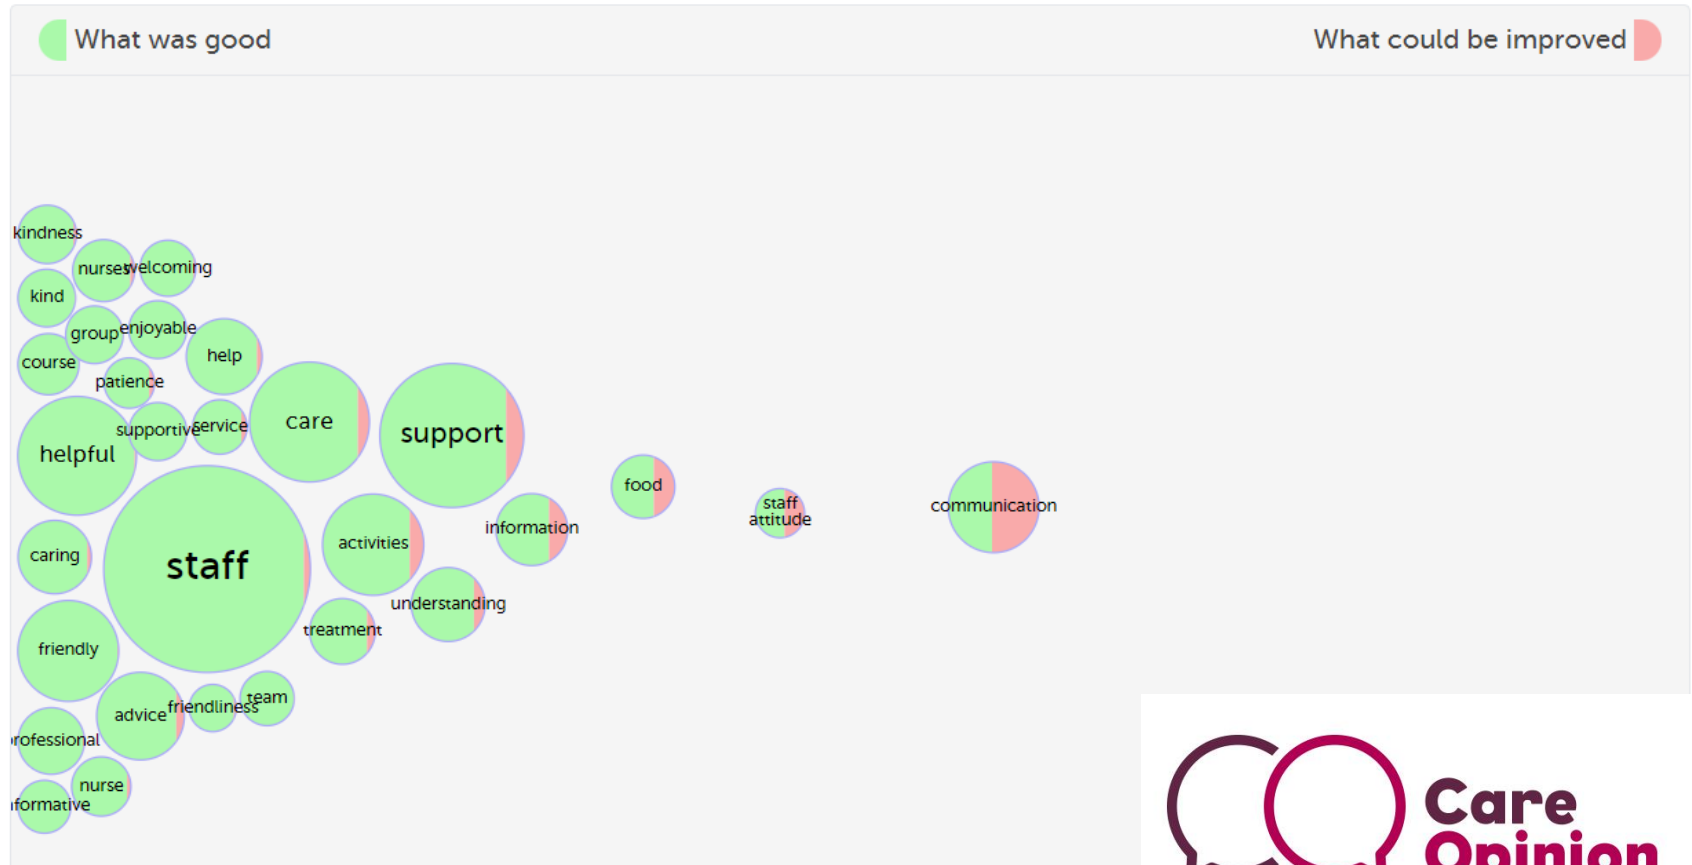 What was good
What could be improved
kindness
nurses
welcoming
kind
group
enjoyable
course
help
patience
care
support
supportive
service
helpful
food
staff
attitude
communication
information
activities
caring
staff
understanding
treatment
friendly
team
friendliness
advice
rofessional
nurse
formative
Care
Opinion